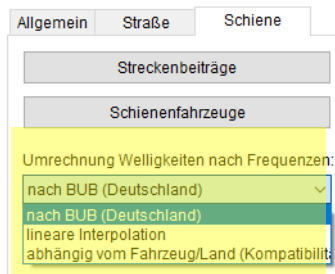 Allgemein Straße Schiene
Streckenbeiträge
Schienenfahrzeuge
Umrechnung Welligkeiten nach Frequenzen:
nach BUB (Deutschland)
nach BUB (Deutschland)
lineare Interpolation
abhängig vom Fahrzeug/Land (Kompatibilit